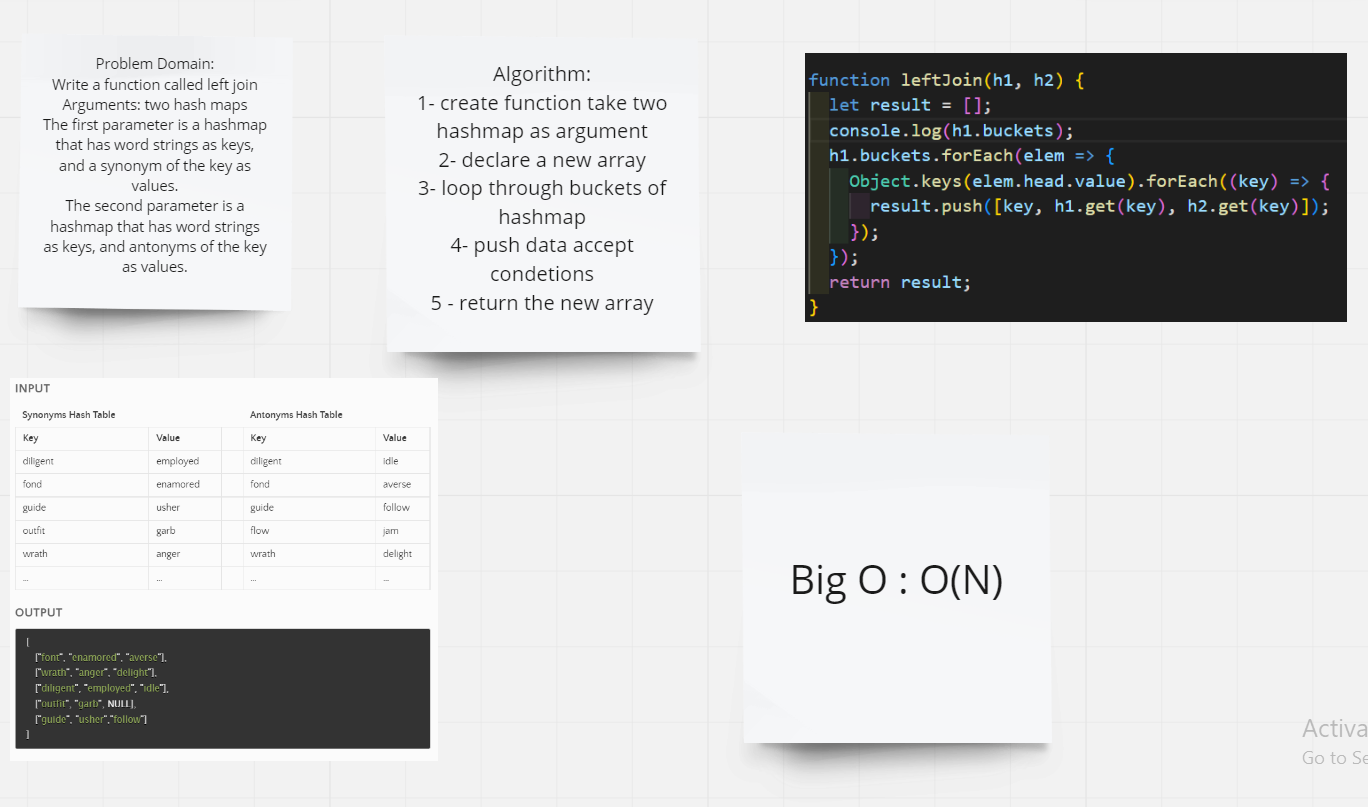 Problem Domain:
Write a function called left join
Arguments: two hash maps
The first parameter is a hashmap
that has word strings as keys,
and a synonym of the key as
values.
The second parameter is a
hashmap that has word strings
as keys, and antonyms of the key
as values.
Algorithm:
1- create function take two
hashmap as argument
2- declare a new array
3- loop through buckets of
hashmap
4- push data accept
condetions
5 - return the new array
function leftJoin(h1, h2) {
let result = [];
console.log(h1.buckets);
h1.buckets.forEach(elem => {
Object.keys(elem.head.value).forEach((key) => {
result.push([key, h1.get(key), h2.get(key)]);
});
});
return result;
}
INPUT
Synonyms Hash Table Antonyms Hash Table
Key Value Key Value
diligent employed diligent idle
fond enamored fond averse
guide usher guide follow
outfit garb flow jam
wrath anger wrath delight
... ... ... ...
OUTPUT
[
["font", "enamored", "averse"],
["wrath", "anger", "delight"],
["diligent", "employed", "idle"],
["outfit", "garb", NULL],
["guide", "usher","follow"]
]
Big O : O(N)
Activa
Go to Se